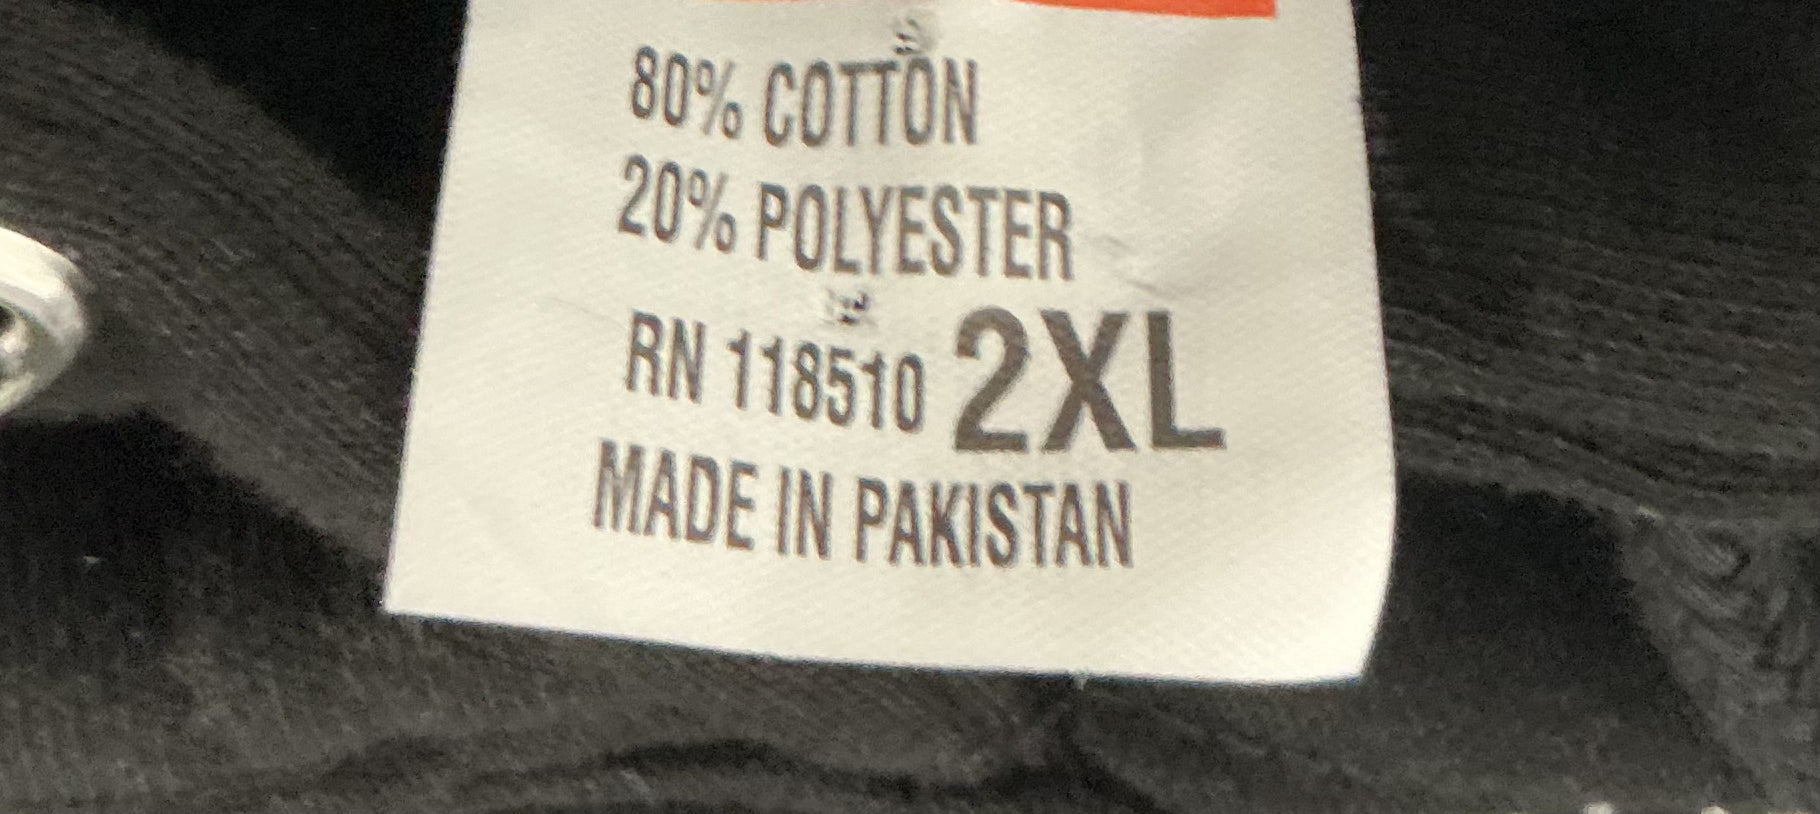 80% COTTON
20% POLYESTER
RN 118510 2XL
MADE IN PAKISTAN